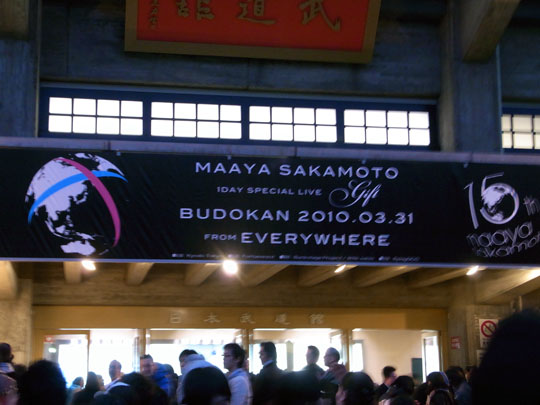 武道館
MAAYA SAKAMOTO
1DAY SPECIAL LIVE Gift
BUDOKAN 2010.03.31
FROM EVERYWHERE
15th
maaya
sakamoto
日本武道館